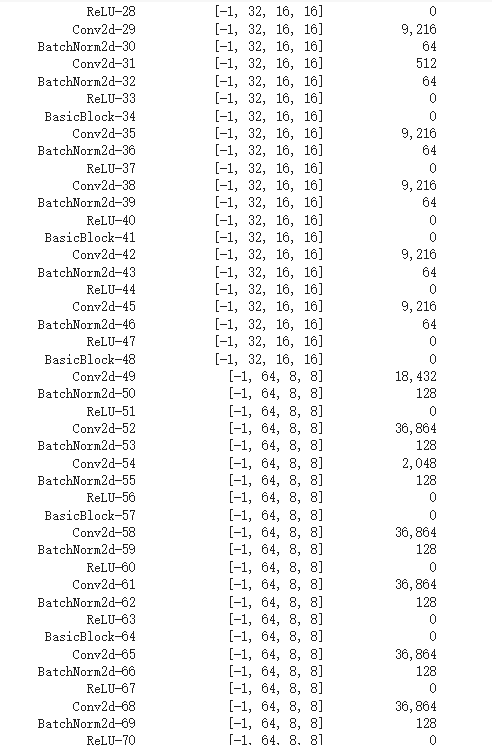 ReLU-28 [-1, 32, 16, 16] 0
Conv2d-29 [-1, 32, 16, 16] 9,216
BatchNorm2d-30 [-1, 32, 16, 16] 64
Conv2d-31 [-1, 32, 16, 16] 512
BatchNorm2d-32 [-1, 32, 16, 16] 64
ReLU-33 [-1, 32, 16, 16] 0
BasicBlock-34 [-1, 32, 16, 16] 0
Conv2d-35 [-1, 32, 16, 16] 9,216
BatchNorm2d-36 [-1, 32, 16, 16] 64
ReLU-37 [-1, 32, 16, 16] 0
Conv2d-38 [-1, 32, 16, 16] 9,216
BatchNorm2d-39 [-1, 32, 16, 16] 64
ReLU-40 [-1, 32, 16, 16] 0
BasicBlock-41 [-1, 32, 16, 16] 0
Conv2d-42 [-1, 32, 16, 16] 9,216
BatchNorm2d-43 [-1, 32, 16, 16] 64
ReLU-44 [-1, 32, 16, 16] 0
Conv2d-45 [-1, 32, 16, 16] 9,216
BatchNorm2d-46 [-1, 32, 16, 16] 64
ReLU-47 [-1, 32, 16, 16] 0
BasicBlock-48 [-1, 32, 16, 16] 0
Conv2d-49 [-1, 64, 8, 8] 18,432
BatchNorm2d-50 [-1, 64, 8, 8] 128
ReLU-51 [-1, 64, 8, 8] 0
Conv2d-52 [-1, 64, 8, 8] 36,864
BatchNorm2d-53 [-1, 64, 8, 8] 128
Conv2d-54 [-1, 64, 8, 8] 2,048
BatchNorm2d-55 [-1, 64, 8, 8] 128
ReLU-56 [-1, 64, 8, 8] 0
BasicBlock-57 [-1, 64, 8, 8] 0
Conv2d-58 [-1, 64, 8, 8] 36,864
BatchNorm2d-59 [-1, 64, 8, 8] 128
ReLU-60 [-1, 64, 8, 8] 0
Conv2d-61 [-1, 64, 8, 8] 36,864
BatchNorm2d-62 [-1, 64, 8, 8] 128
ReLU-63 [-1, 64, 8, 8] 0
BasicBlock-64 [-1, 64, 8, 8] 0
Conv2d-65 [-1, 64, 8, 8] 36,864
BatchNorm2d-66 [-1, 64, 8, 8] 128
ReLU-67 [-1, 64, 8, 8] 0
Conv2d-68 [-1, 64, 8, 8] 36,864
BatchNorm2d-69 [-1, 64, 8, 8] 128
ReLU-70 [-1, 64, 8, 8] 0